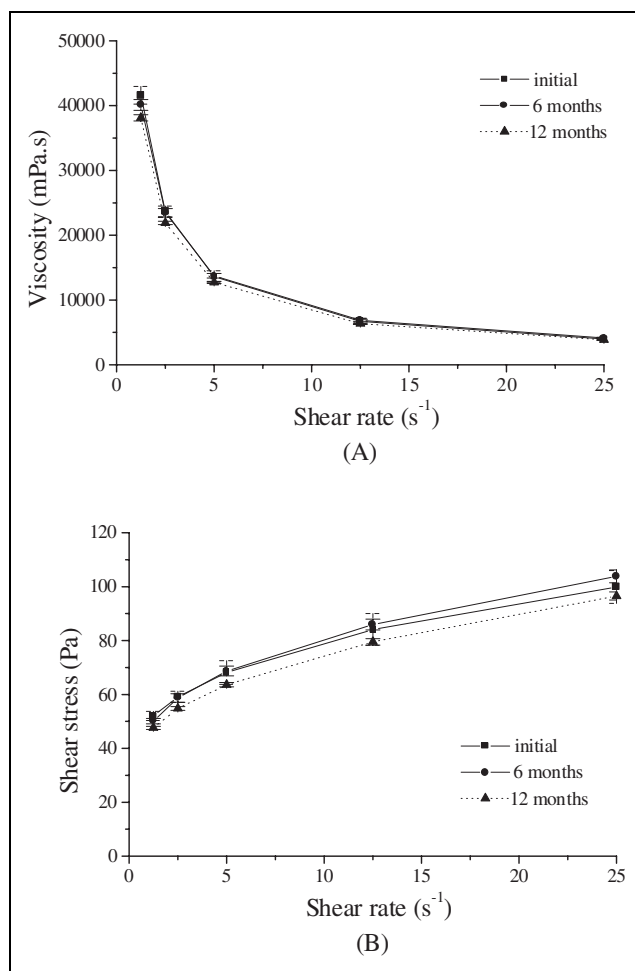 50000
40000
30000
20000
10000
0
Viscosity (mPa.s)
initial
6 months
12 months
0 5 10 15 20 25
Shear rate (s⁻¹)
(A)
120
100
80
60
40
20
0
Shear stress (Pa)
initial
6 months
12 months
0 5 10 15 20 25
Shear rate (s⁻¹)
(B)